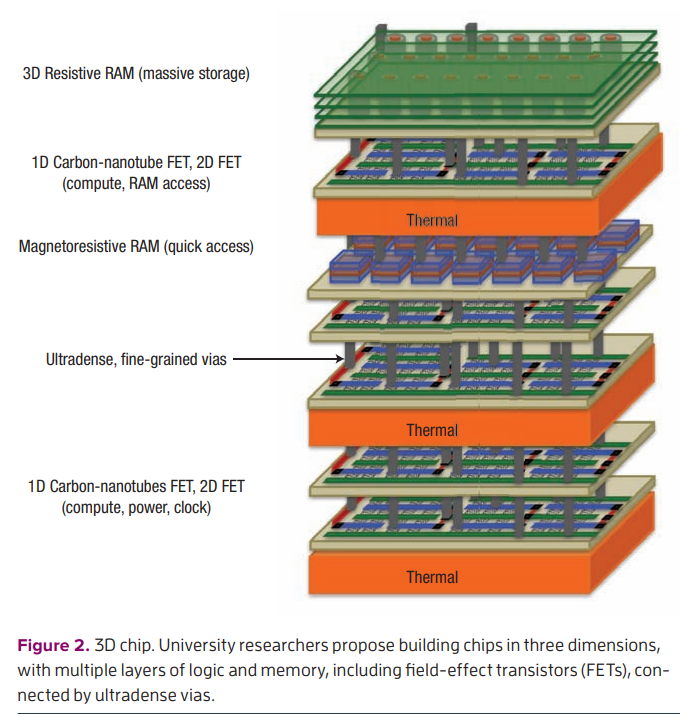 3D Resistive RAM (massive storage)
1D Carbon-nanotube FET, 2D FET
(compute, RAM access)
Thermal
Magnetoresistive RAM (quick access)
Ultradense, fine-grained vias
Thermal
1D Carbon-nanotubes FET, 2D FET
(compute, power, clock)
Thermal
Figure 2. 3D chip. University researchers propose building chips in three dimensions,
with multiple layers of logic and memory, including field-effect transistors (FETs), con-
nected by ultradense vias.